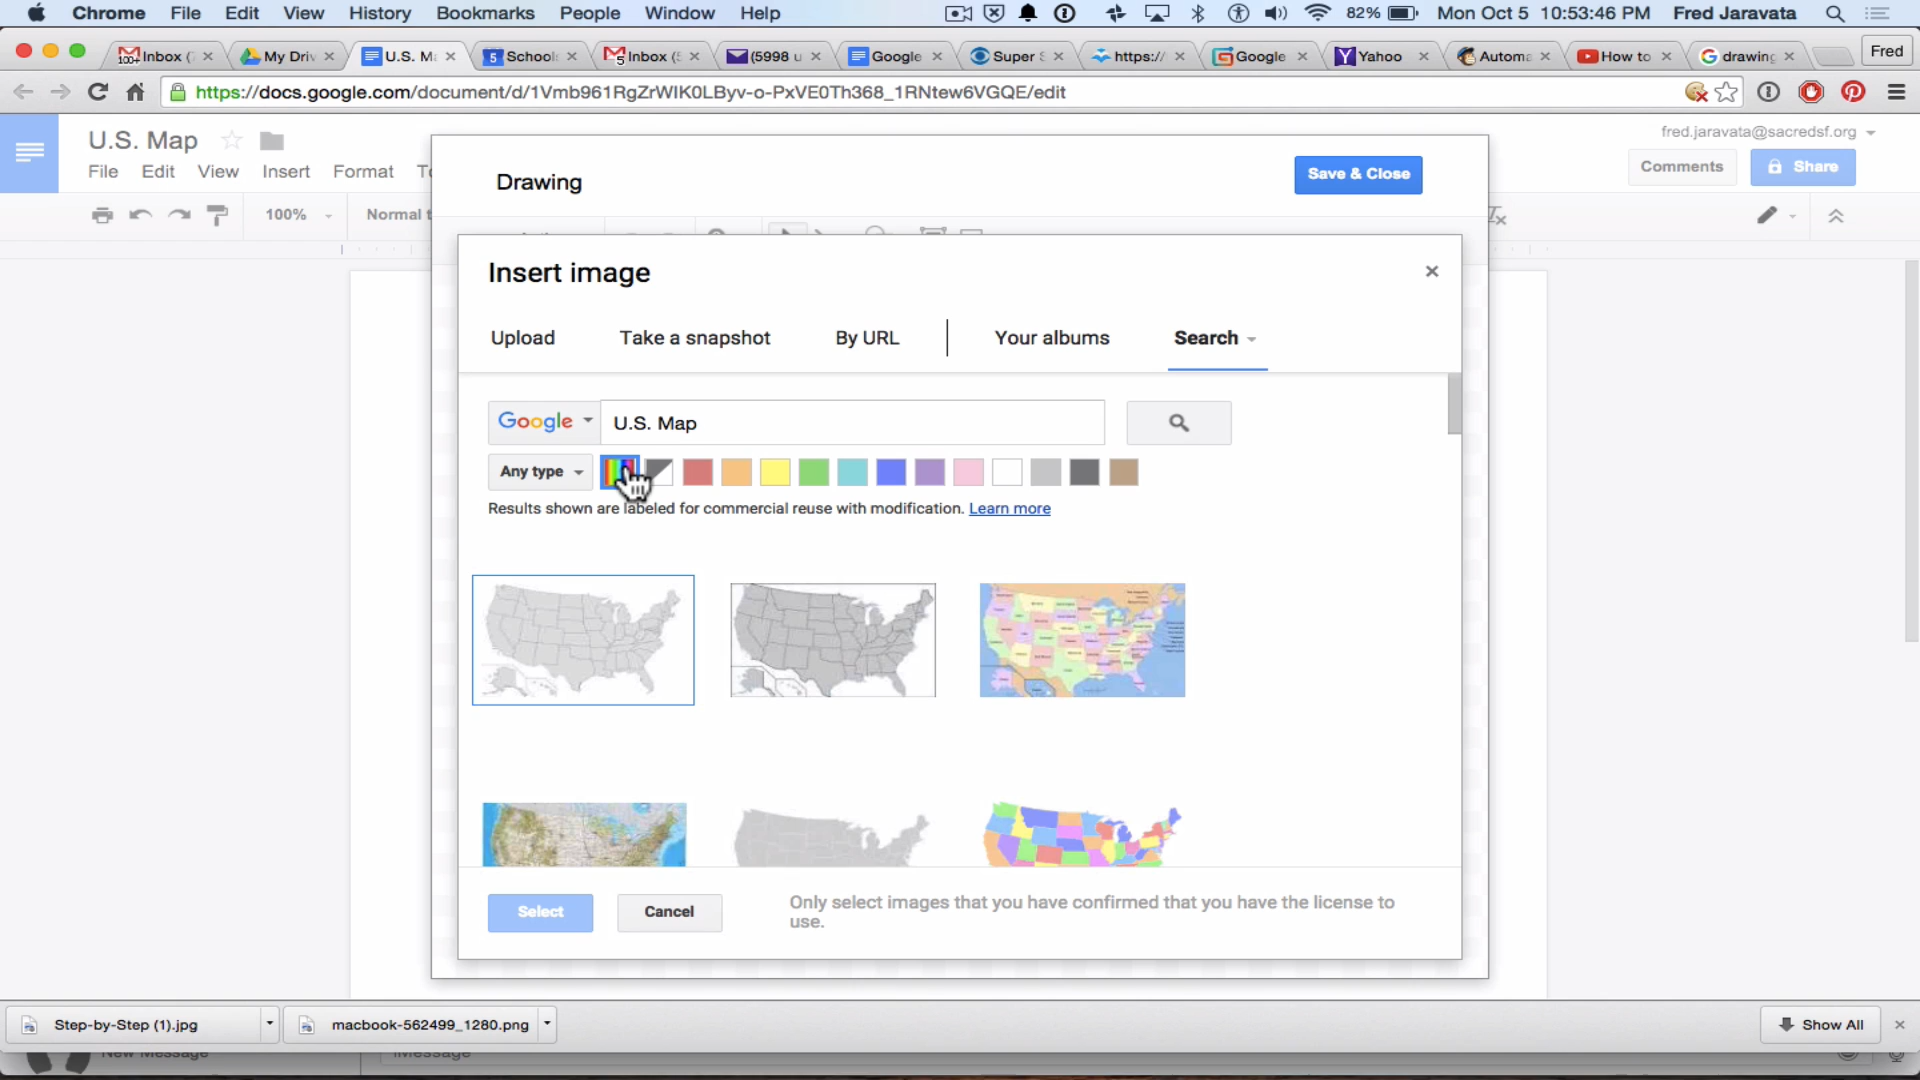 Chrome File Edit View History Bookmarks People Window Help 82% Mon Oct 5 10:53:46 PM Fred Jaravata
Inbox ( My Driv U.S. Ma School Inbox ( (5998 u Google Super S https:// Google Yahoo Automa How to drawing Fred
https://docs.google.com/document/d/1Vmb961RgZrWIK0LByv-o-PxVE0Th368_1RNtew6VGQE/edit
U.S. Map
fred.jaravata@sacredsf.org
File Edit View Insert Format
Comments Share
Drawing
Save & Close
100% Normal
Insert image
Upload Take a snapshot By URL Your albums Search
Google U.S. Map
Any type
Results shown are labeled for commercial reuse with modification. Learn more
Select Cancel
Only select images that you have confirmed that you have the license to
use.
Step-by-Step (1).jpg macbook-562499_1280.png Show All
New Message iMessage